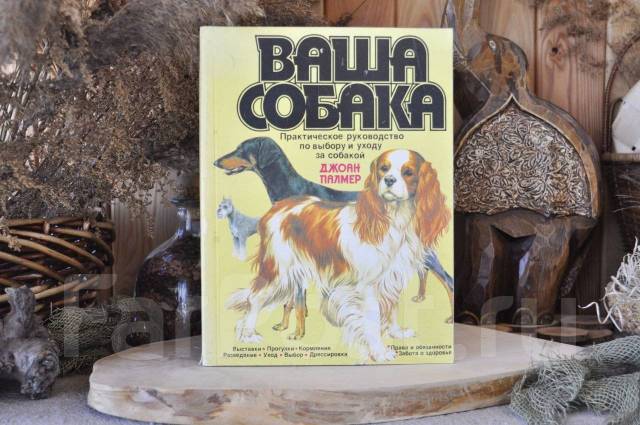 ВАША
СОБАКА
Практическое руководство
по выбору и уходу
за собакой
ДЖОАН
ПАЛМЕР
Выставки • Прогулки • Кормление
Разведение • Уход • Выбор • Дрессировка
•Права и обязанности
•Забота о здоровье